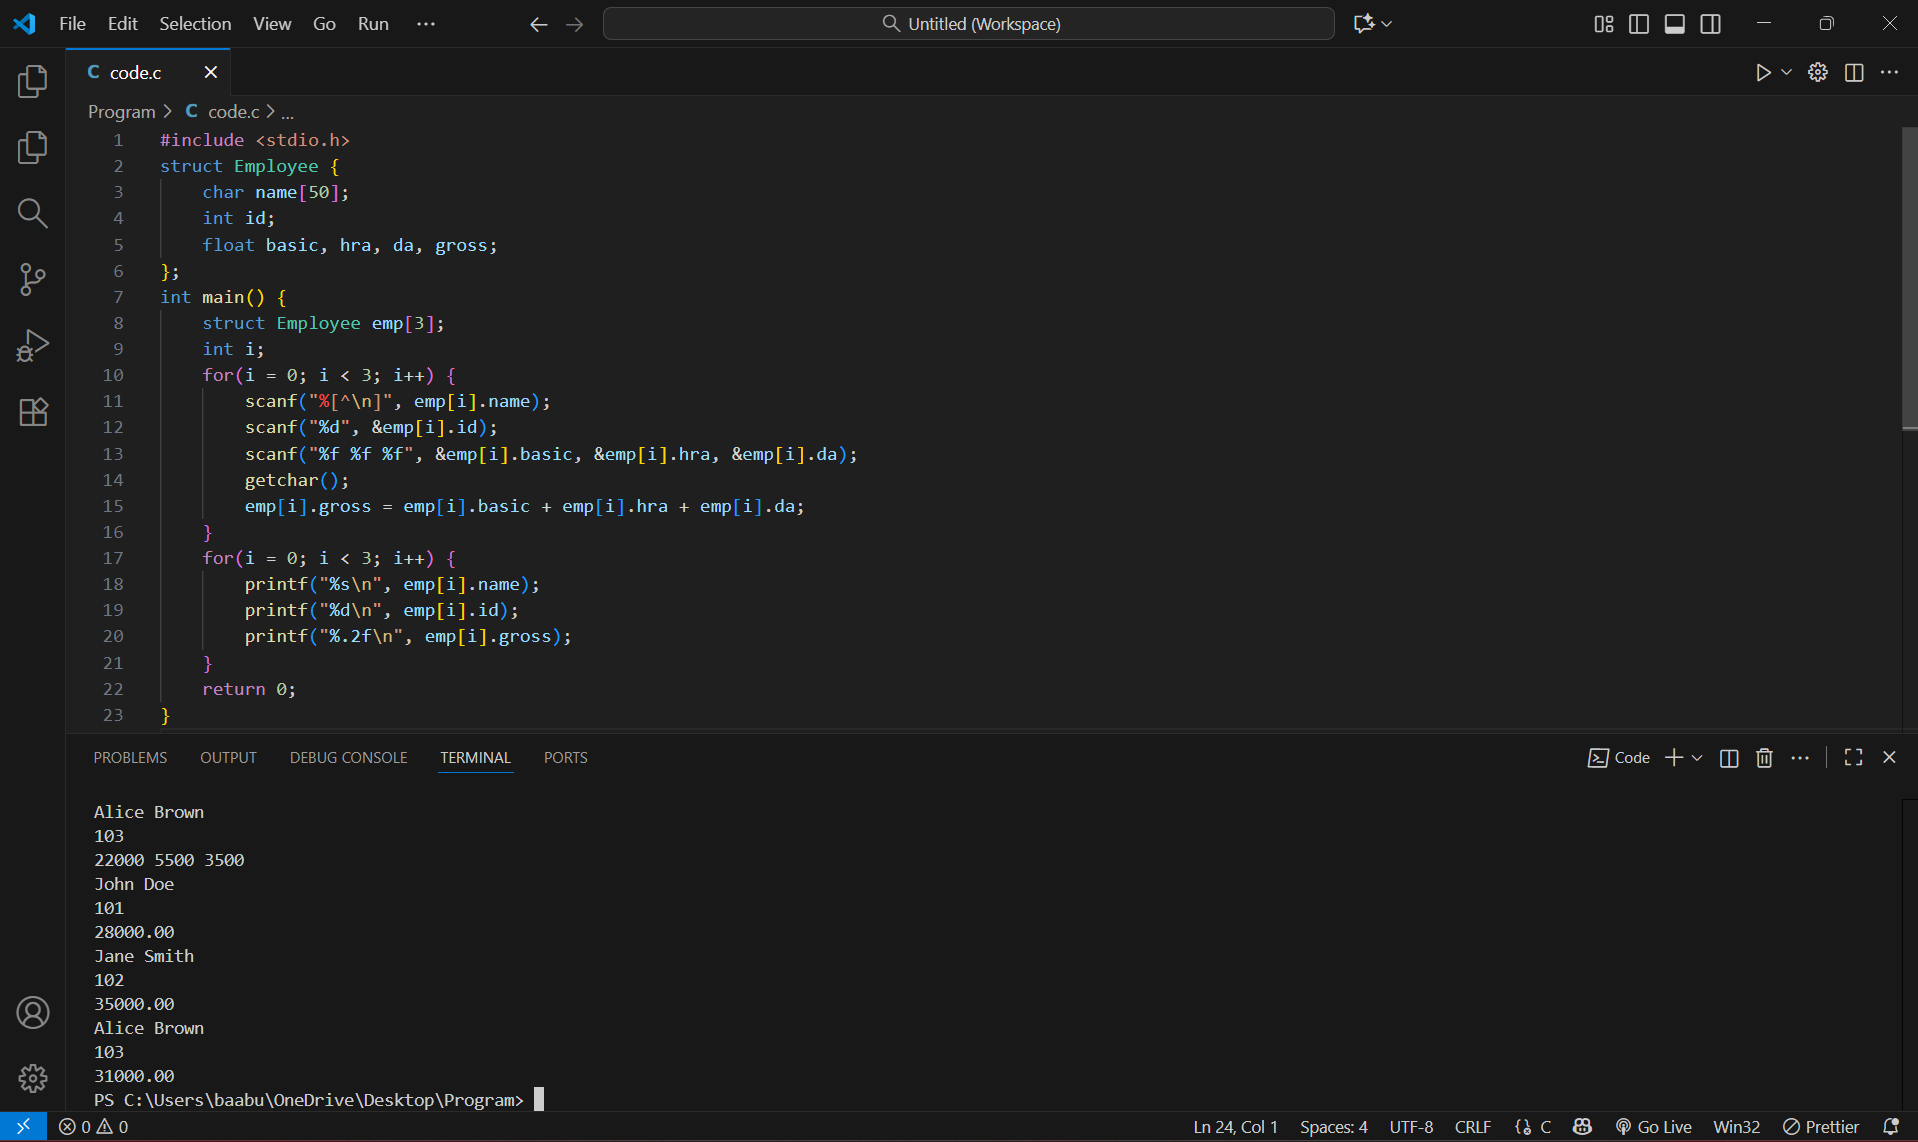 File Edit Selection View Go Run ··· Untitled (Workspace)
code.c
Program > C code.c > ...
1 #include <stdio.h>
2 struct Employee {
3     char name[50];
4     int id;
5     float basic, hra, da, gross;
6 };
7 int main() {
8     struct Employee emp[3];
9     int i;
10     for(i = 0; i < 3; i++) {
11         scanf("%[^\n]", emp[i].name);
12         scanf("%d", &emp[i].id);
13         scanf("%f %f %f", &emp[i].basic, &emp[i].hra, &emp[i].da);
14         getchar();
15         emp[i].gross = emp[i].basic + emp[i].hra + emp[i].da;
16     }
17     for(i = 0; i < 3; i++) {
18         printf("%s\n", emp[i].name);
19         printf("%d\n", emp[i].id);
20         printf("%.2f\n", emp[i].gross);
21     }
22     return 0;
23 }
PROBLEMS OUTPUT DEBUG CONSOLE TERMINAL PORTS Code
Alice Brown
103
22000 5500 3500
John Doe
101
28000.00
Jane Smith
102
35000.00
Alice Brown
103
31000.00
PS C:\Users\baabu\OneDrive\Desktop\Program>
0 0 Ln 24, Col 1 Spaces: 4 UTF-8 CRLF {} C Go Live Win32 Prettier